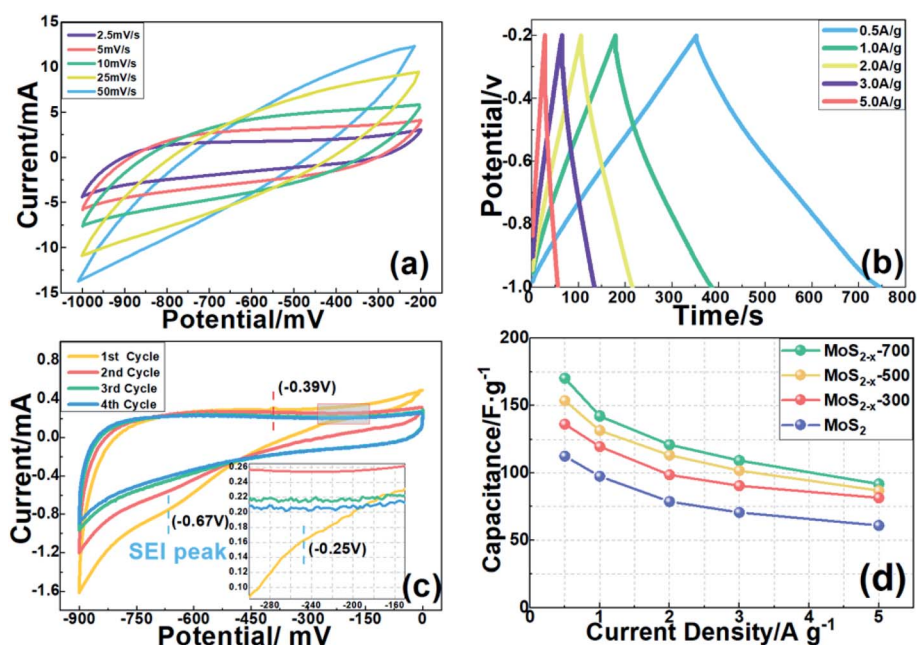 2.5mV/s
5mV/s
10mV/s
25mV/s
50mV/s
15
10
5
0
-5
-10
-15
Current/mA
-1000 -900 -800 -700 -600 -500 -400 -300 -200
Potential/mV
(a)
0.5A/g
1.0A/g
2.0A/g
3.0A/g
5.0A/g
-0.2
-0.4
-0.6
-0.8
-1.0
Potential/v
0 100 200 300 400 500 600 700 800
Time/s
(b)
1st Cycle
2nd Cycle
3rd Cycle
4th Cycle
0.8
0.4
0.0
-0.4
-0.8
-1.2
-1.6
Current/mA
(-0.39V)
(-0.67V)
SEI peak
0.26
0.24
0.22
0.20
0.18
0.16
0.14
0.12
0.10
(-0.25V)
-280 -240 -200 -160
-900 -750 -600 -450 -300 -150 0
Potential/ mV
(c)
MoS2-x-700
MoS2-x-500
MoS2-x-300
MoS2
200
175
150
125
100
75
50
25
0
Capacitance/F·g-1
0 1 2 3 4 5
Current Density/A g-1
(d)